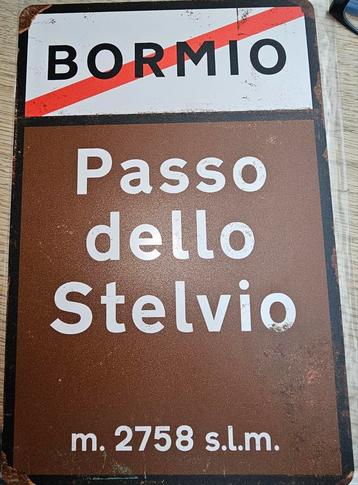 BORMIO
Passo
dello
Stelvio
m. 2758 s.l.m.